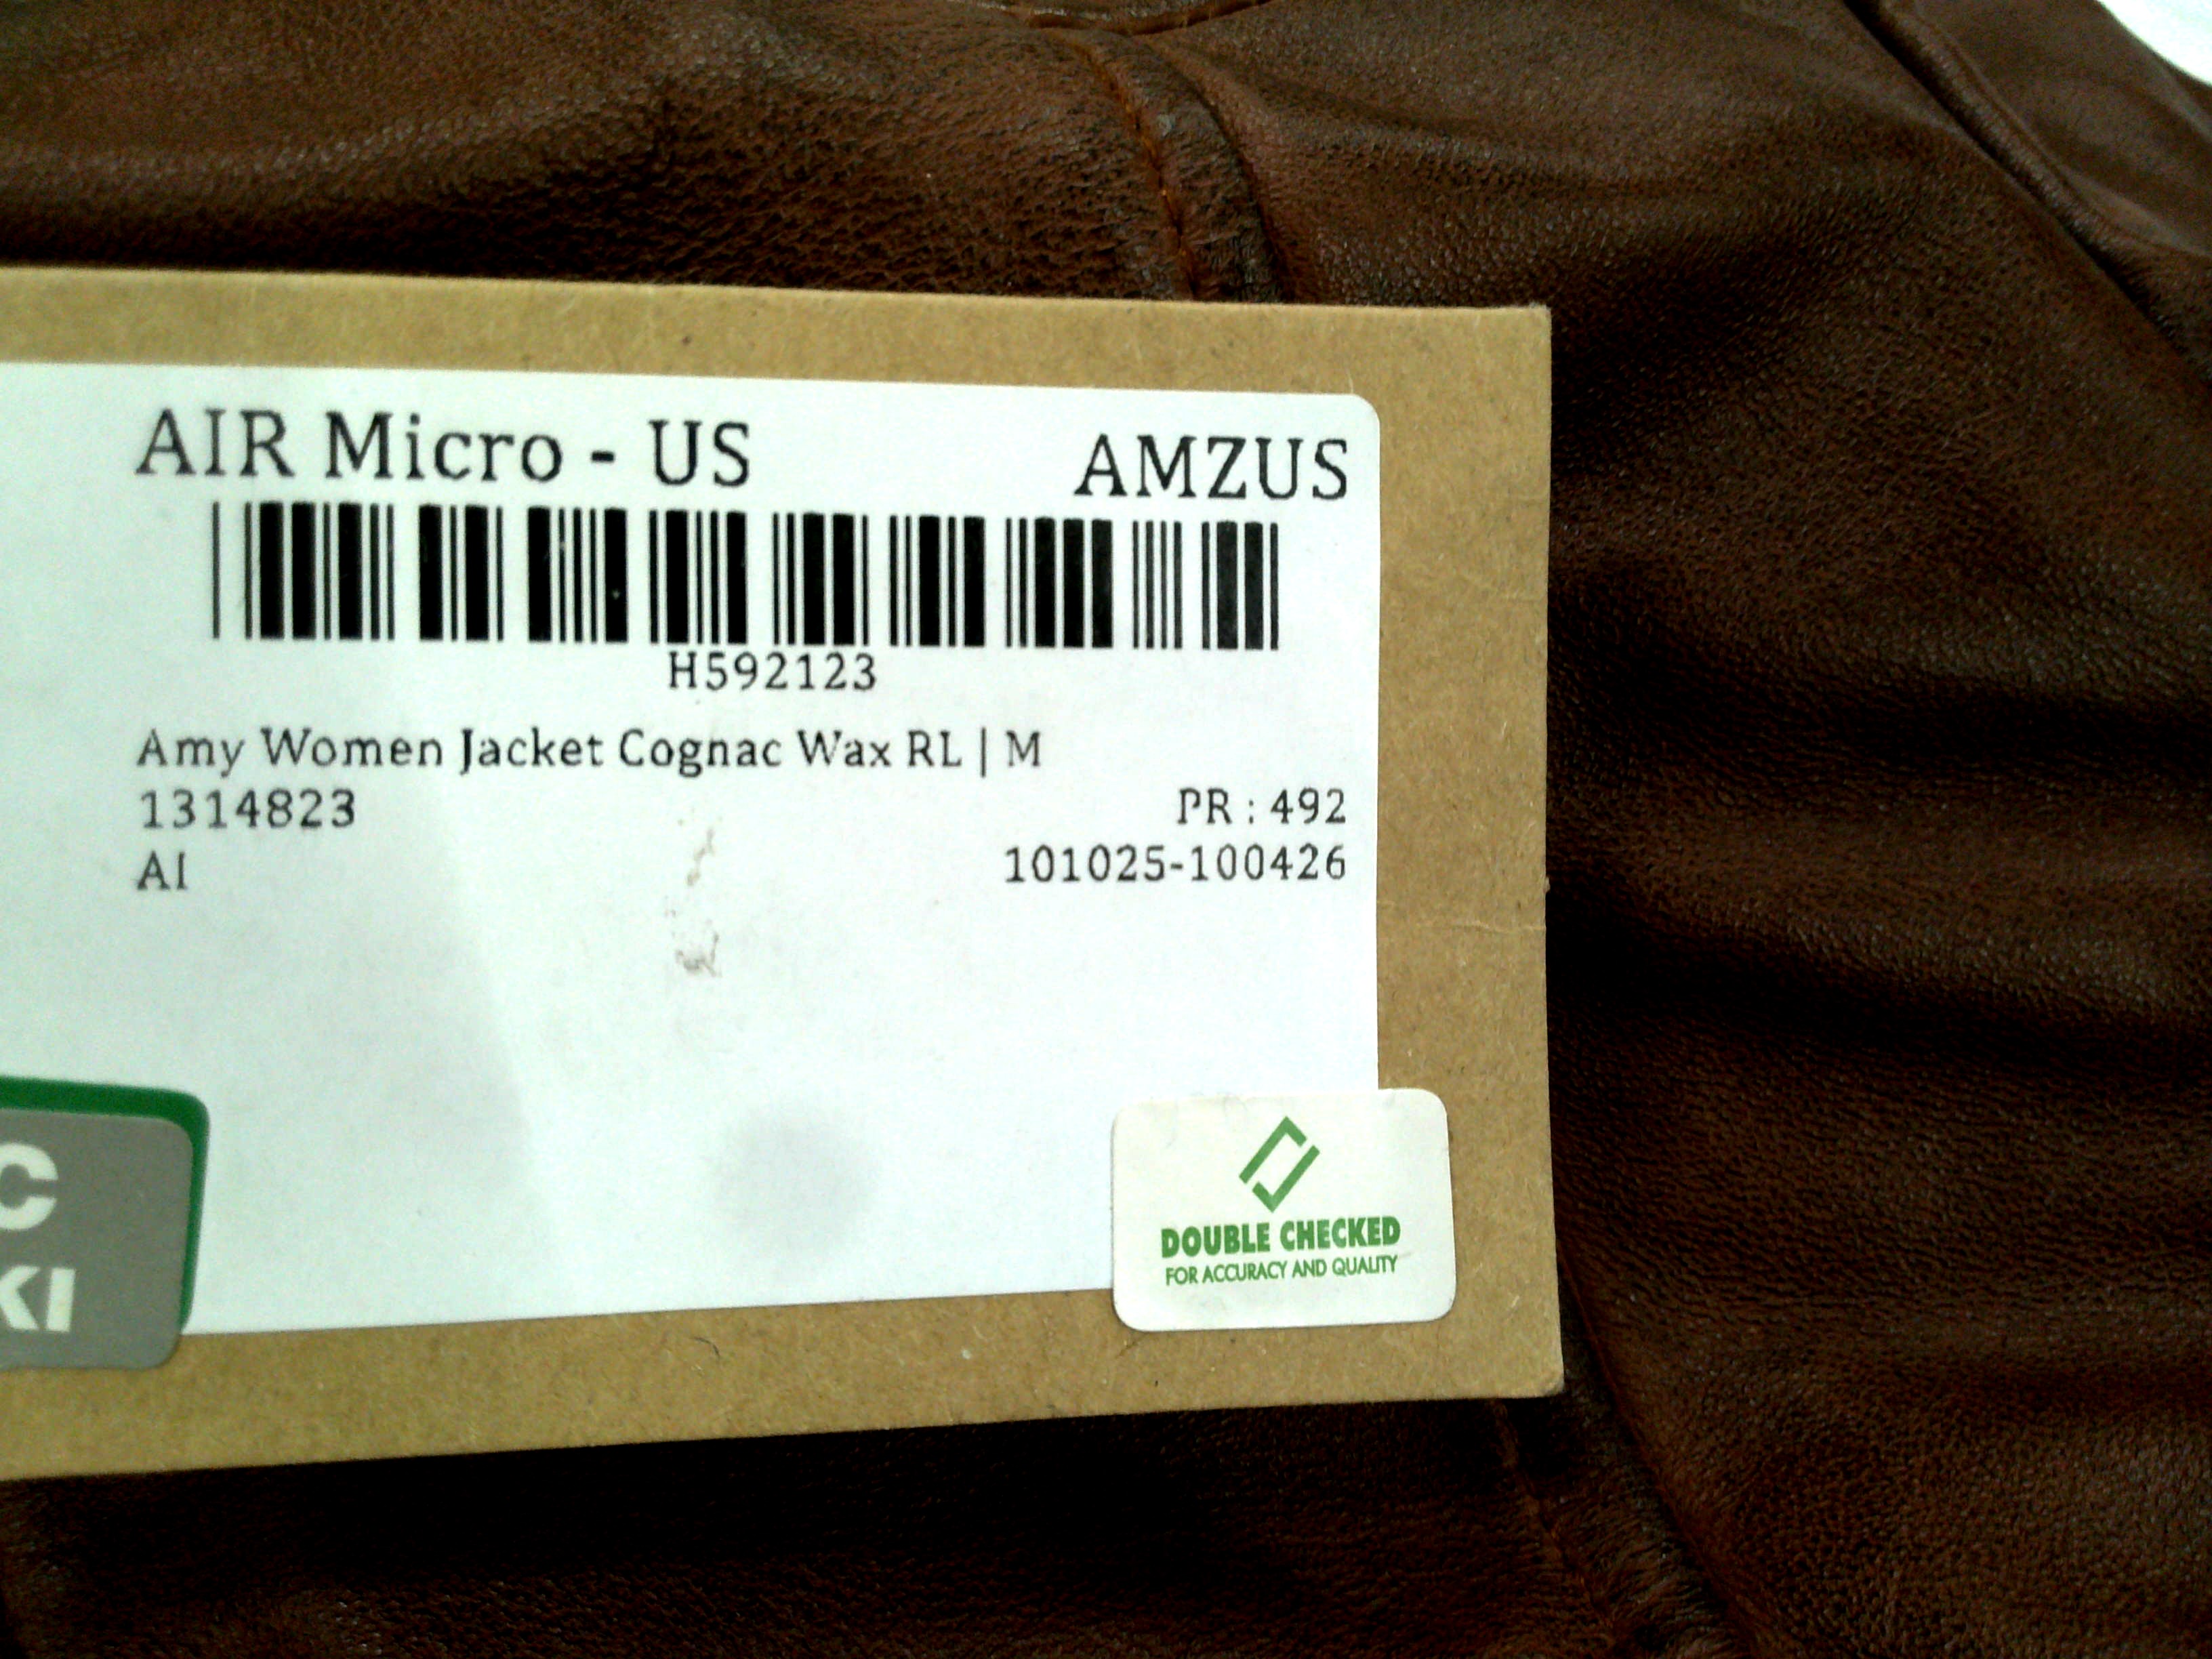 AIR Micro - US AMZUS
H592123
Amy Women Jacket Cognac Wax RL | M
1314823 PR : 492
AI 101025-100426
C
KI
DOUBLE CHECKED
FOR ACCURACY AND QUALITY